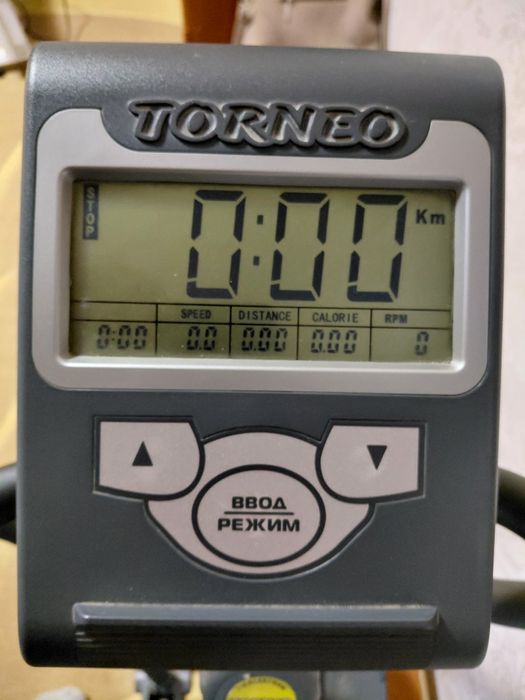 TORNEO
STOP
0:00 Km
SPEED DISTANCE CALORIE RPM
0:00 0.0 0.00 0.00 0
▲ ▼
ВВОД
РЕЖИМ